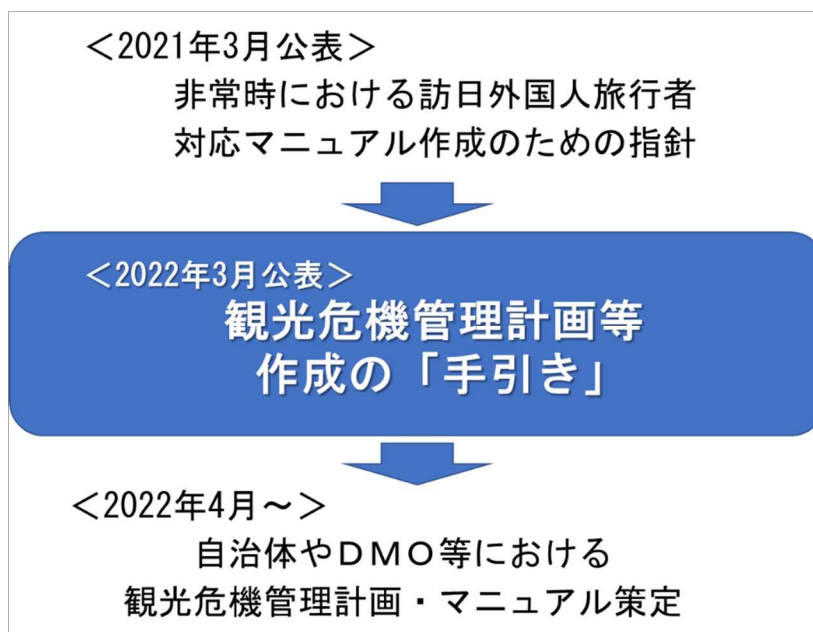 ＜2021年3月公表＞
非常時における訪日外国人旅行者
対応マニュアル作成のための指針
＜2022年3月公表＞
観光危機管理計画等
作成の「手引き」
＜2022年4月～＞
自治体やＤＭＯ等における
観光危機管理計画・マニュアル策定